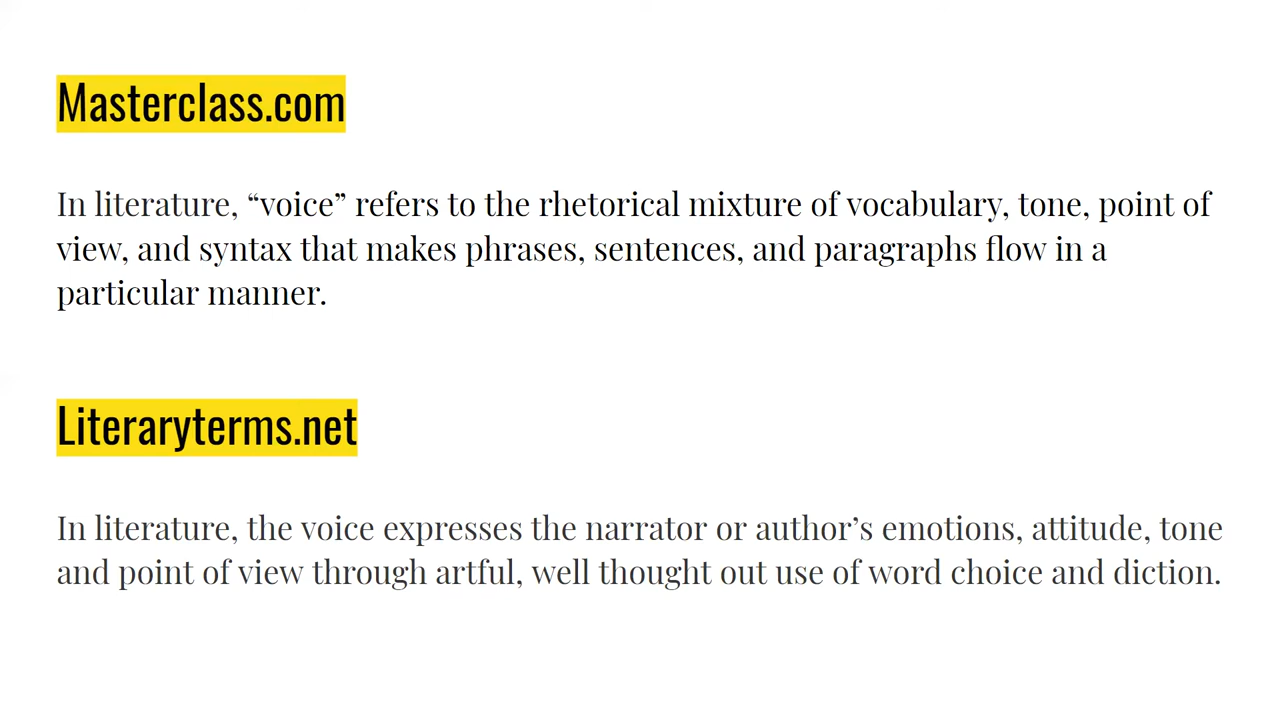 Masterclass.com
In literature, “voice” refers to the rhetorical mixture of vocabulary, tone, point of
view, and syntax that makes phrases, sentences, and paragraphs flow in a
particular manner.
Literaryterms.net
In literature, the voice expresses the narrator or author’s emotions, attitude, tone
and point of view through artful, well thought out use of word choice and diction.